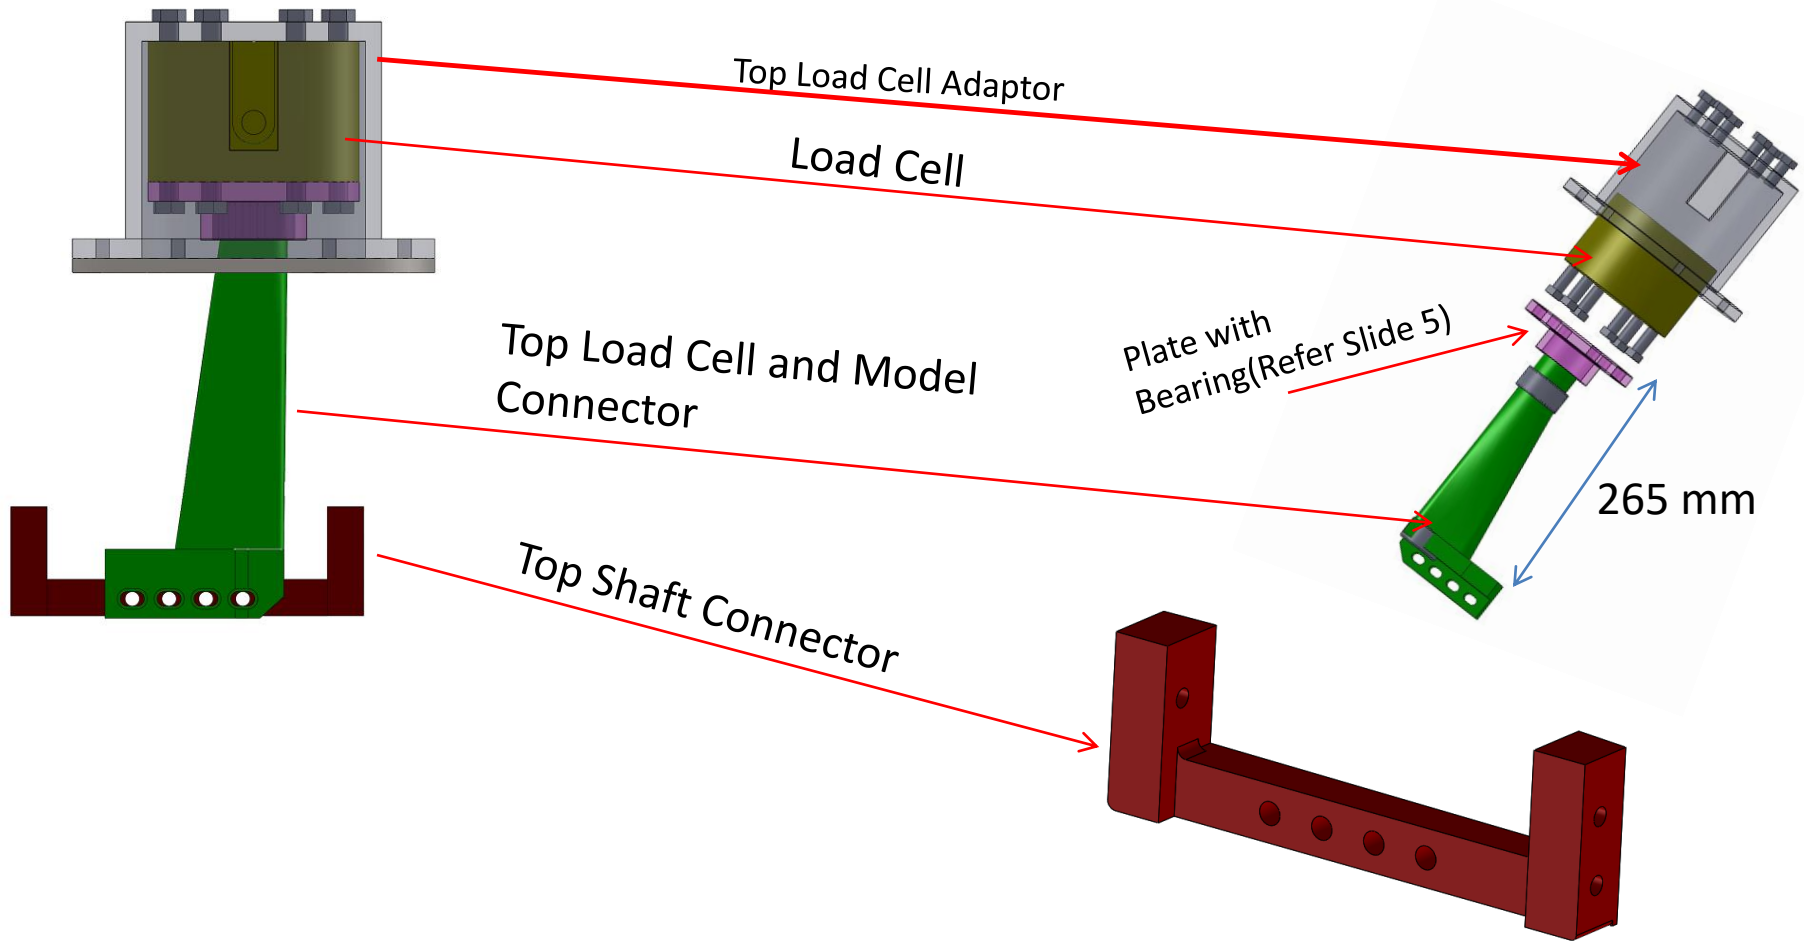 Top Load Cell Adaptor
Load Cell
Plate with
Bearing(Refer Slide 5)
Top Load Cell and Model
Connector
265 mm
Top Shaft Connector